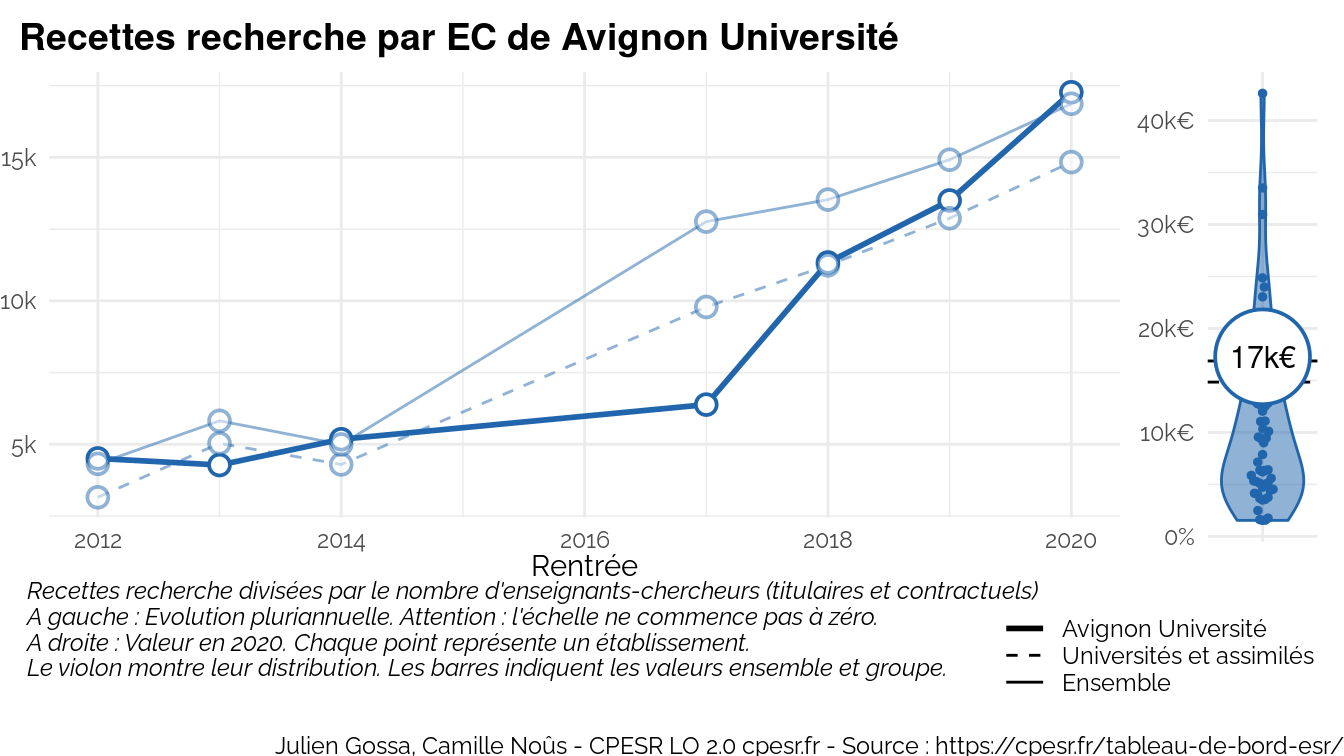 Recettes recherche par EC de Avignon Université
15k
10k
5k
2012 2014 2016 2018 2020
Rentrée
40k€
30k€
20k€
17k€
10k€
0%
Recettes recherche divisées par le nombre d'enseignants-chercheurs (titulaires et contractuels)
A gauche : Evolution pluriannuelle. Attention : l'échelle ne commence pas à zéro.
A droite : Valeur en 2020. Chaque point représente un établissement.
Le violon montre leur distribution. Les barres indiquent les valeurs ensemble et groupe.
Avignon Université
Universités et assimilés
Ensemble
Julien Gossa, Camille Noûs - CPESR LO 2.0 cpesr.fr - Source : https://cpesr.fr/tableau-de-bord-esr/